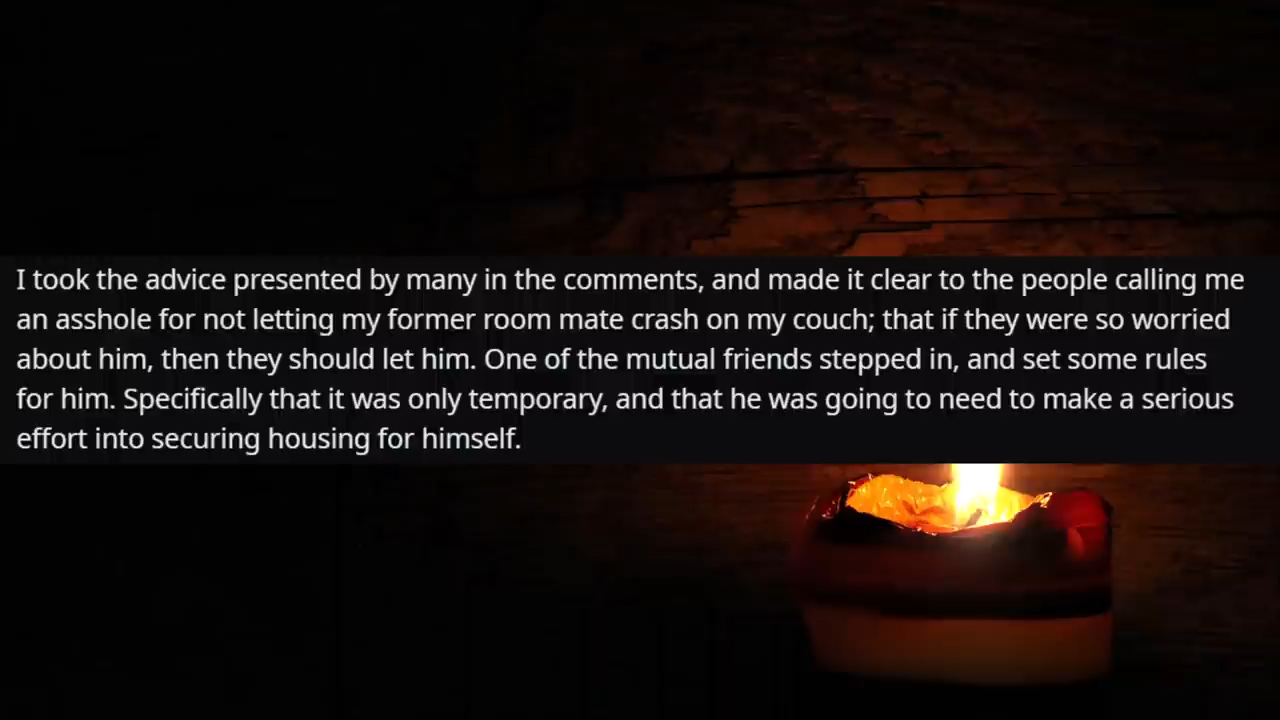 I took the advice presented by many in the comments, and made it clear to the people calling me
an asshole for not letting my former room mate crash on my couch; that if they were so worried
about him, then they should let him. One of the mutual friends stepped in, and set some rules
for him. Specifically that it was only temporary, and that he was going to need to make a serious
effort into securing housing for himself.